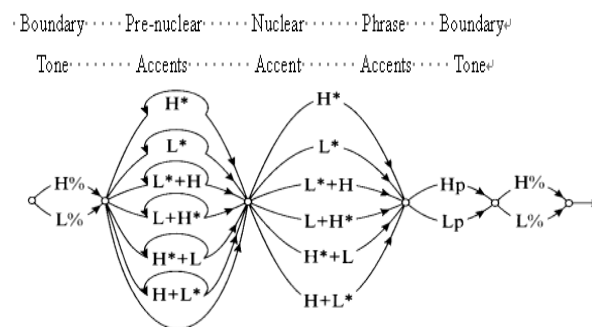 Boundary Pre-nuclear Nuclear Phrase Boundary
Tone Accents Accent Accents Tone
H* H*
L* L*
L*+H L*+H
H% Hp H%
L+H* L+H*
L% Lp L%
H*+L H*+L
H+L* H+L*